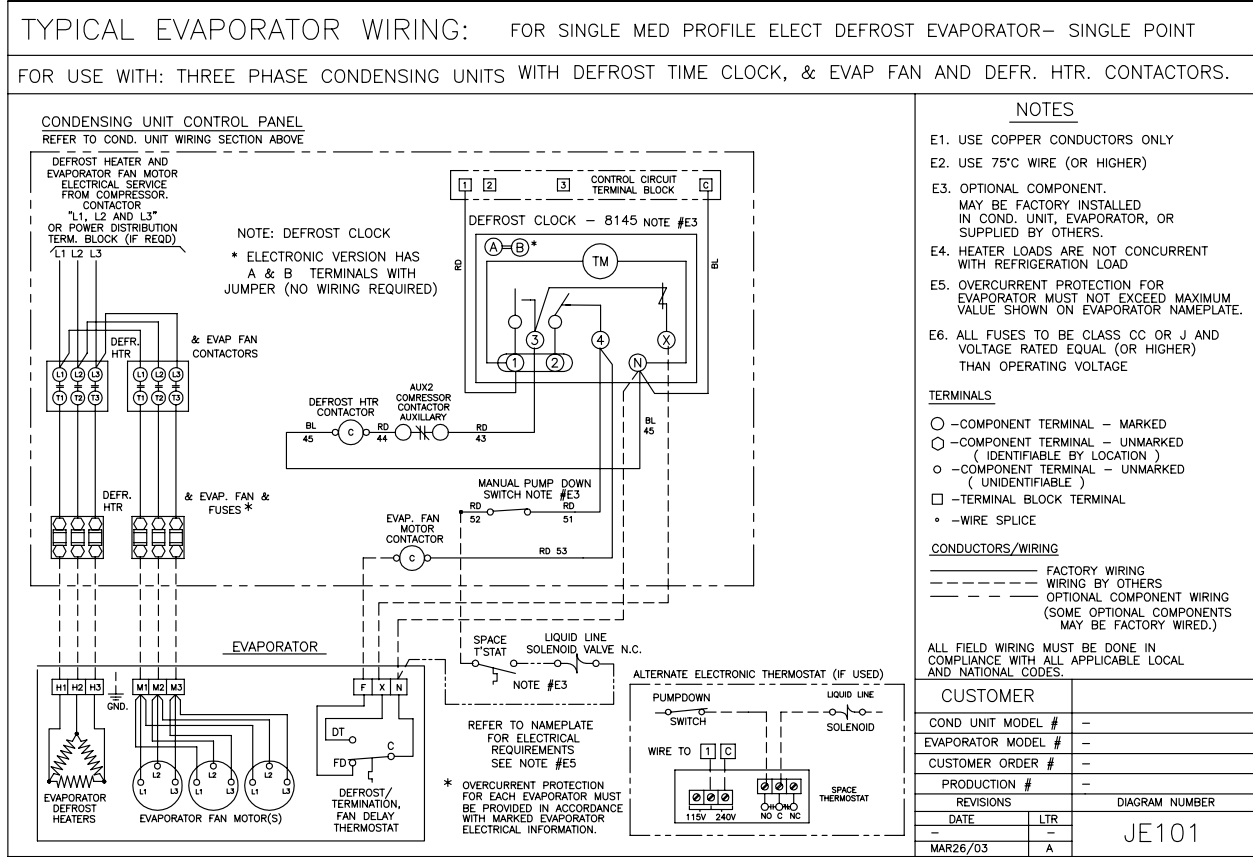 TYPICAL EVAPORATOR WIRING: FOR SINGLE MED PROFILE ELECT DEFROST EVAPORATOR– SINGLE POINT
FOR USE WITH: THREE PHASE CONDENSING UNITS WITH DEFROST TIME CLOCK, & EVAP FAN AND DEFR. HTR. CONTACTORS.
CONDENSING UNIT CONTROL PANEL
REFER TO COND. UNIT WIRING SECTION ABOVE
DEFROST HEATER AND
EVAPORATOR FAN MOTOR
ELECTRICAL SERVICE
FROM COMPRESSOR.
CONTACTOR
"L1, L2 AND L3"
OR POWER DISTRIBUTION
TERM. BLOCK (IF REQD)
L1 L2 L3
NOTE: DEFROST CLOCK
* ELECTRONIC VERSION HAS
A & B TERMINALS WITH
JUMPER (NO WIRING REQUIRED)
1 2 3 CONTROL CIRCUIT C
TERMINAL BLOCK
DEFROST CLOCK – 8145 NOTE #E3
A B *
TM
RD
BL
3 4 X
1 2 N
DEFR.
HTR
& EVAP FAN
CONTACTORS
L1 L2 L3 L1 L2 L3
T1 T2 T3 T1 T2 T3
DEFROST HTR
CONTACTOR
AUX2
COMRESSOR
CONTACTOR
AUXILLARY
BL
45
C
RD
44
RD
43
BL
45
DEFR.
HTR
& EVAP. FAN &
FUSES *
MANUAL PUMP DOWN
SWITCH NOTE #E3
RD
52
RD
51
EVAP. FAN
MOTOR
CONTACTOR
C
RD 53
EVAPORATOR
H1 H2 H3
GND.
M1 M2 M3
F X N
DT
C
FD
L2 L2 L2
L1 L3 L1 L3 L1 L3
EVAPORATOR
DEFROST
HEATERS
EVAPORATOR FAN MOTOR(S)
DEFROST/
TERMINATION,
FAN DELAY
THERMOSTAT
SPACE
T'STAT
LIQUID LINE
SOLENOID VALVE N.C.
NOTE #E3
REFER TO NAMEPLATE
FOR ELECTRICAL
REQUIREMENTS
SEE NOTE #E5
* OVERCURRENT PROTECTION
FOR EACH EVAPORATOR MUST
BE PROVIDED IN ACCORDANCE
WITH MARKED EVAPORATOR
ELECTRICAL INFORMATION.
ALTERNATE ELECTRONIC THERMOSTAT (IF USED)
PUMPDOWN
SWITCH
LIQUID LINE
SOLENOID
WIRE TO 1 C
115V 240V
NO C NC
SPACE
THERMOSTAT
NOTES
E1. USE COPPER CONDUCTORS ONLY
E2. USE 75°C WIRE (OR HIGHER)
E3. OPTIONAL COMPONENT.
MAY BE FACTORY INSTALLED
IN COND. UNIT, EVAPORATOR, OR
SUPPLIED BY OTHERS.
E4. HEATER LOADS ARE NOT CONCURRENT
WITH REFRIGERATION LOAD
E5. OVERCURRENT PROTECTION FOR
EVAPORATOR MUST NOT EXCEED MAXIMUM
VALUE SHOWN ON EVAPORATOR NAMEPLATE.
E6. ALL FUSES TO BE CLASS CC OR J AND
VOLTAGE RATED EQUAL (OR HIGHER)
THAN OPERATING VOLTAGE
TERMINALS
–COMPONENT TERMINAL – MARKED
–COMPONENT TERMINAL – UNMARKED
( IDENTIFIABLE BY LOCATION )
–COMPONENT TERMINAL – UNMARKED
( UNIDENTIFIABLE )
–TERMINAL BLOCK TERMINAL
–WIRE SPLICE
CONDUCTORS/WIRING
FACTORY WIRING
WIRING BY OTHERS
OPTIONAL COMPONENT WIRING
(SOME OPTIONAL COMPONENTS
MAY BE FACTORY WIRED.)
ALL FIELD WIRING MUST BE DONE IN
COMPLIANCE WITH ALL APPLICABLE LOCAL
AND NATIONAL CODES.
CUSTOMER
COND UNIT MODEL # –
EVAPORATOR MODEL # –
CUSTOMER ORDER # –
PRODUCTION # –
REVISIONS DIAGRAM NUMBER
DATE LTR
– –
MAR26/03 A
JE101